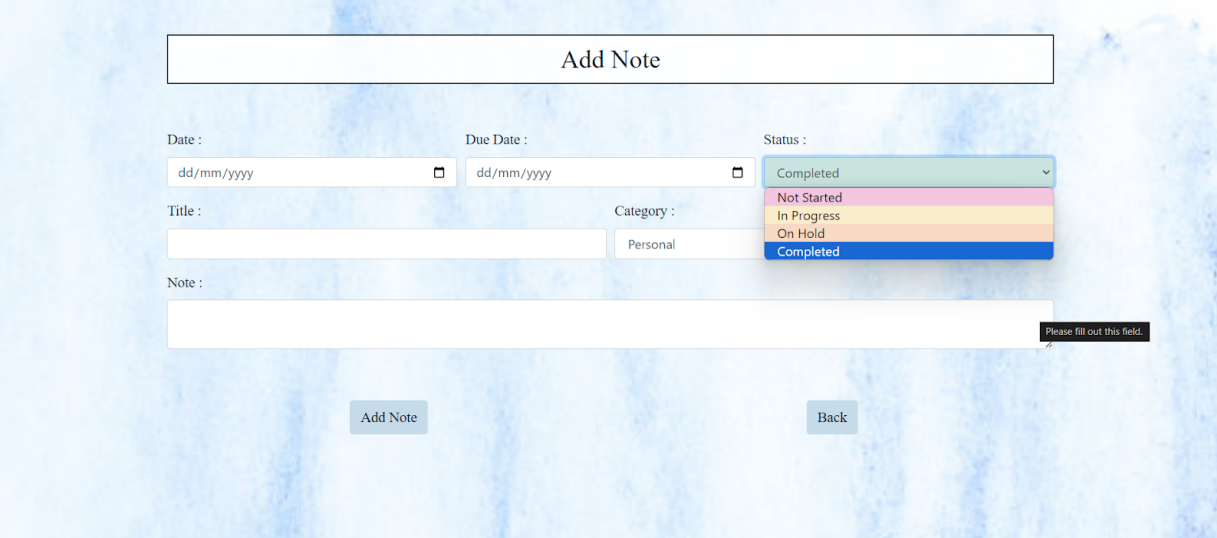 Add Note
Date :
Due Date :
Status :
dd/mm/yyyy
dd/mm/yyyy
Completed
Not Started
In Progress
On Hold
Completed
Title :
Category :
Personal
Note :
Please fill out this field.
Add Note
Back